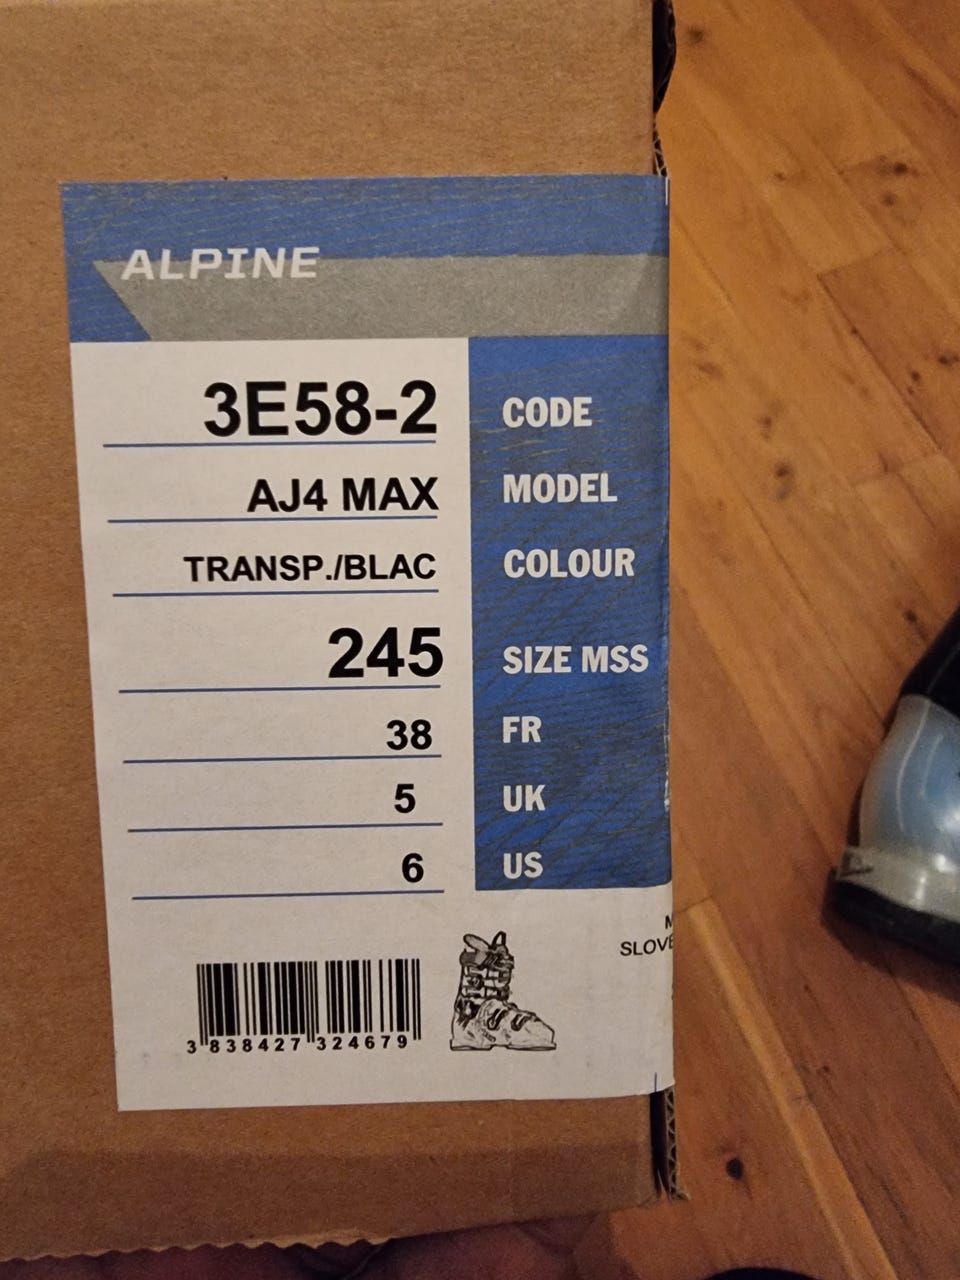 ALPINE
3E58-2 CODE
AJ4 MAX MODEL
TRANSP./BLAC COLOUR
245 SIZE MSS
38 FR
5 UK
6 US
SLOVE
3 838427 324679